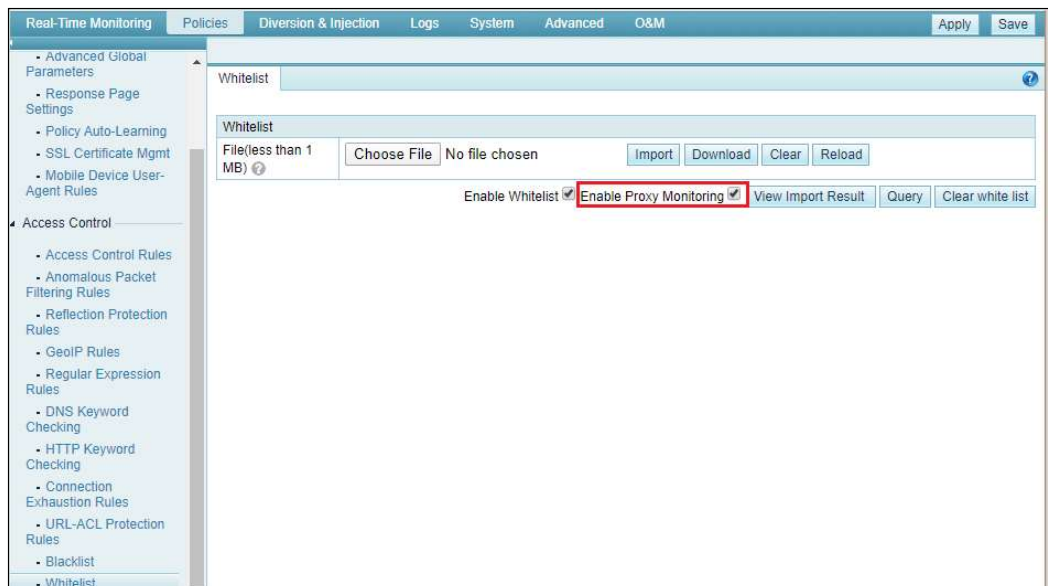 Real-Time Monitoring Policies Diversion & Injection Logs System Advanced O&M Apply Save
- Advanced Global
Parameters
- Response Page
Settings
- Policy Auto-Learning
- SSL Certificate Mgmt
- Mobile Device User-
Agent Rules
Access Control
- Access Control Rules
- Anomalous Packet
Filtering Rules
- Reflection Protection
Rules
- GeoIP Rules
- Regular Expression
Rules
- DNS Keyword
Checking
- HTTP Keyword
Checking
- Connection
Exhaustion Rules
- URL-ACL Protection
Rules
- Blacklist
- Whitelist
Whitelist ?
Whitelist
File(less than 1
MB) ?
Choose File No file chosen Import Download Clear Reload
Enable Whitelist Enable Proxy Monitoring View Import Result Query Clear white list